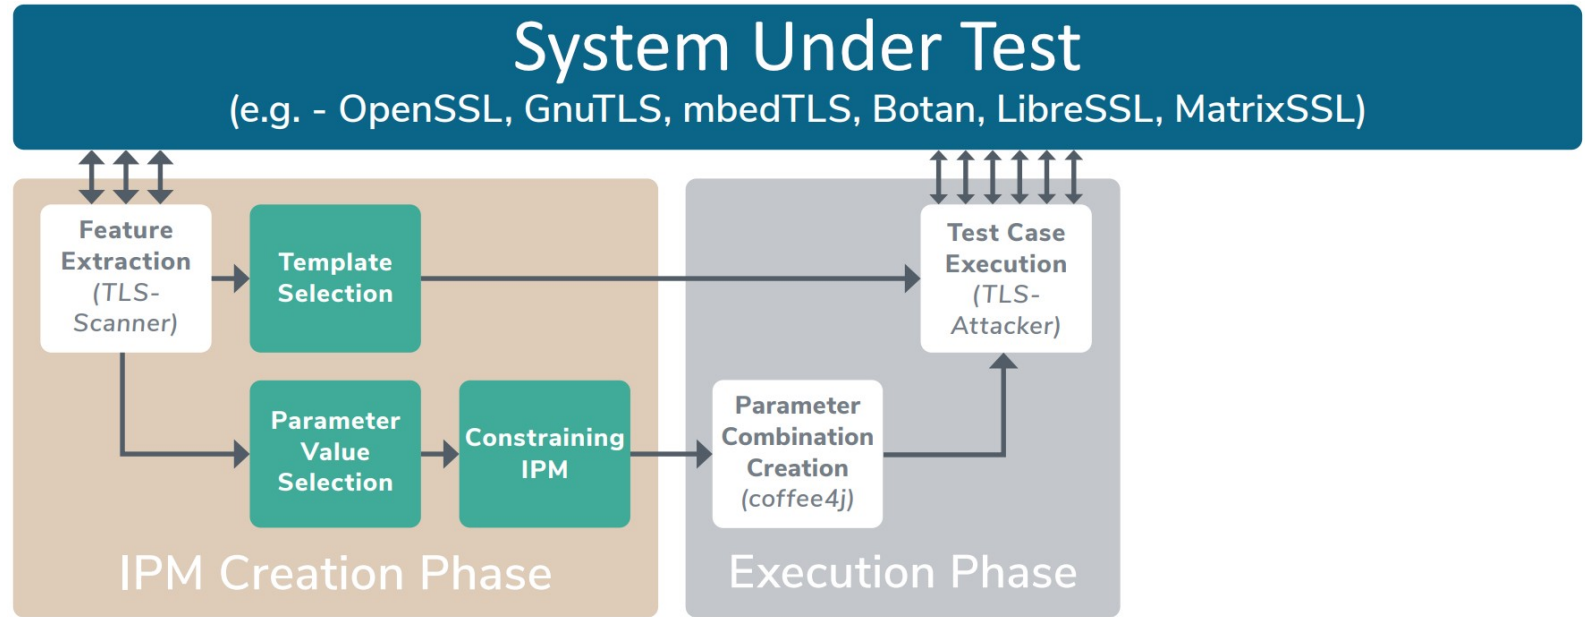 System Under Test
(e.g. - OpenSSL, GnuTLS, mbedTLS, Botan, LibreSSL, MatrixSSL)
Feature
Extraction
(TLS-
Scanner)
Template
Selection
Test Case
Execution
(TLS-
Attacker)
Parameter
Value
Selection
Constraining
IPM
Parameter
Combination
Creation
(coffee4j)
IPM Creation Phase
Execution Phase